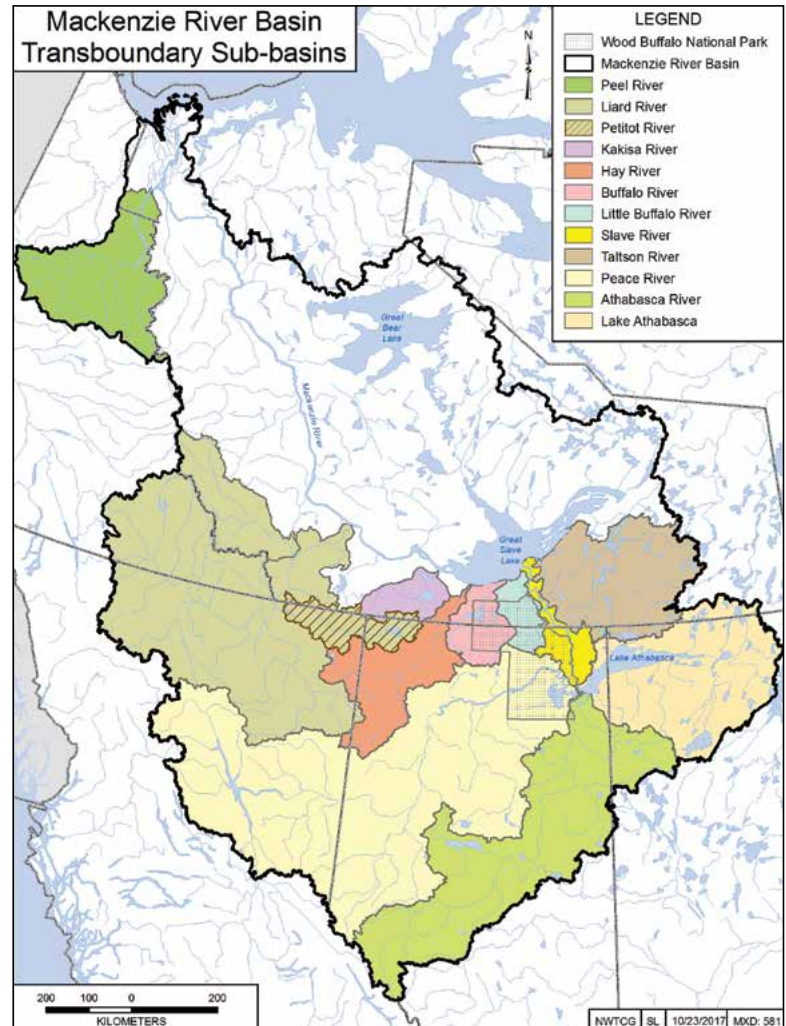 Mackenzie River Basin
Transboundary Sub-basins
N
LEGEND
Wood Buffalo National Park
Mackenzie River Basin
Peel River
Liard River
Petitot River
Kakisa River
Hay River
Buffalo River
Little Buffalo River
Slave River
Taltson River
Peace River
Athabasca River
Lake Athabasca
Great
Bear
Lake
Mackenzie River
Great
Slave
Lake
Lake Athabasca
200 100 0 200
KILOMETERS
NWTCG SL 10/23/2017 MXD: 581